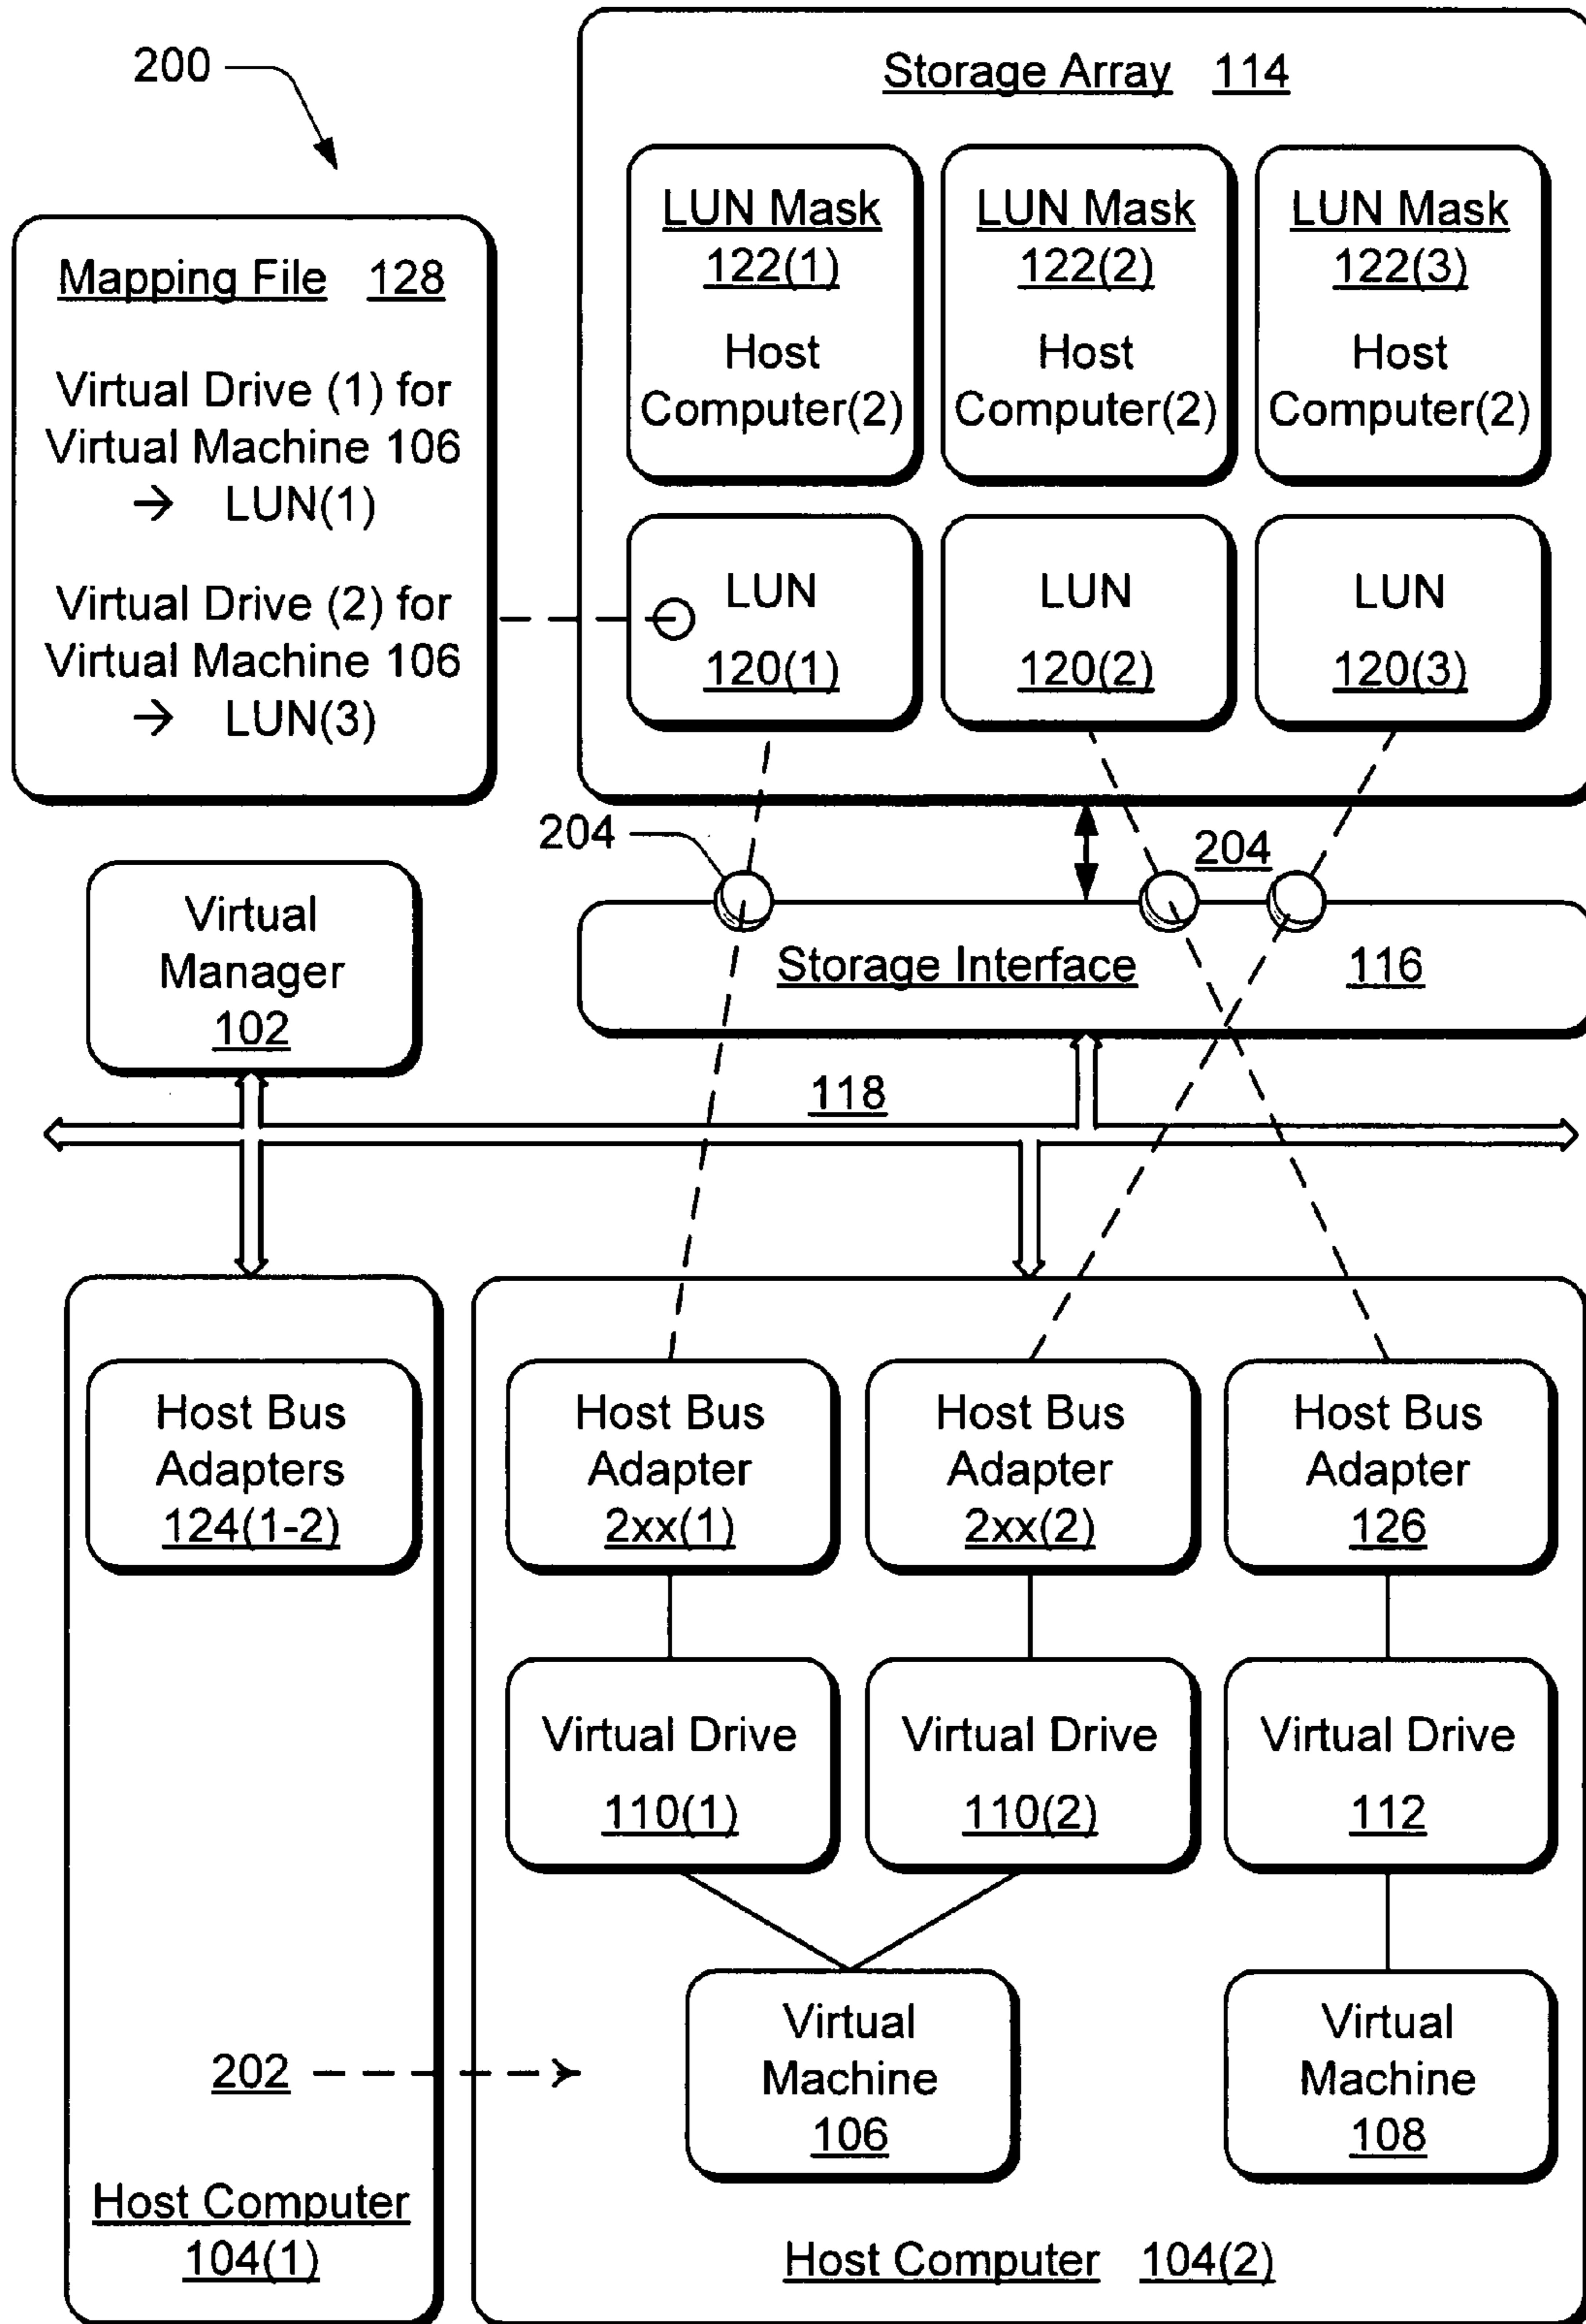 200
Storage Array 114
LUN Mask
122(1)
Host
Computer(2)
LUN Mask
122(2)
Host
Computer(2)
LUN Mask
122(3)
Host
Computer(2)
Mapping File 128
Virtual Drive (1) for
Virtual Machine 106
→ LUN(1)
Virtual Drive (2) for
Virtual Machine 106
→ LUN(3)
LUN
120(1)
LUN
120(2)
LUN
120(3)
204
204
Virtual
Manager
102
Storage Interface 116
118
Host Bus
Adapters
124(1-2)
Host Bus
Adapter
2xx(1)
Host Bus
Adapter
2xx(2)
Host Bus
Adapter
126
Virtual Drive
110(1)
Virtual Drive
110(2)
Virtual Drive
112
202
Virtual
Machine
106
Virtual
Machine
108
Host Computer
104(1)
Host Computer 104(2)